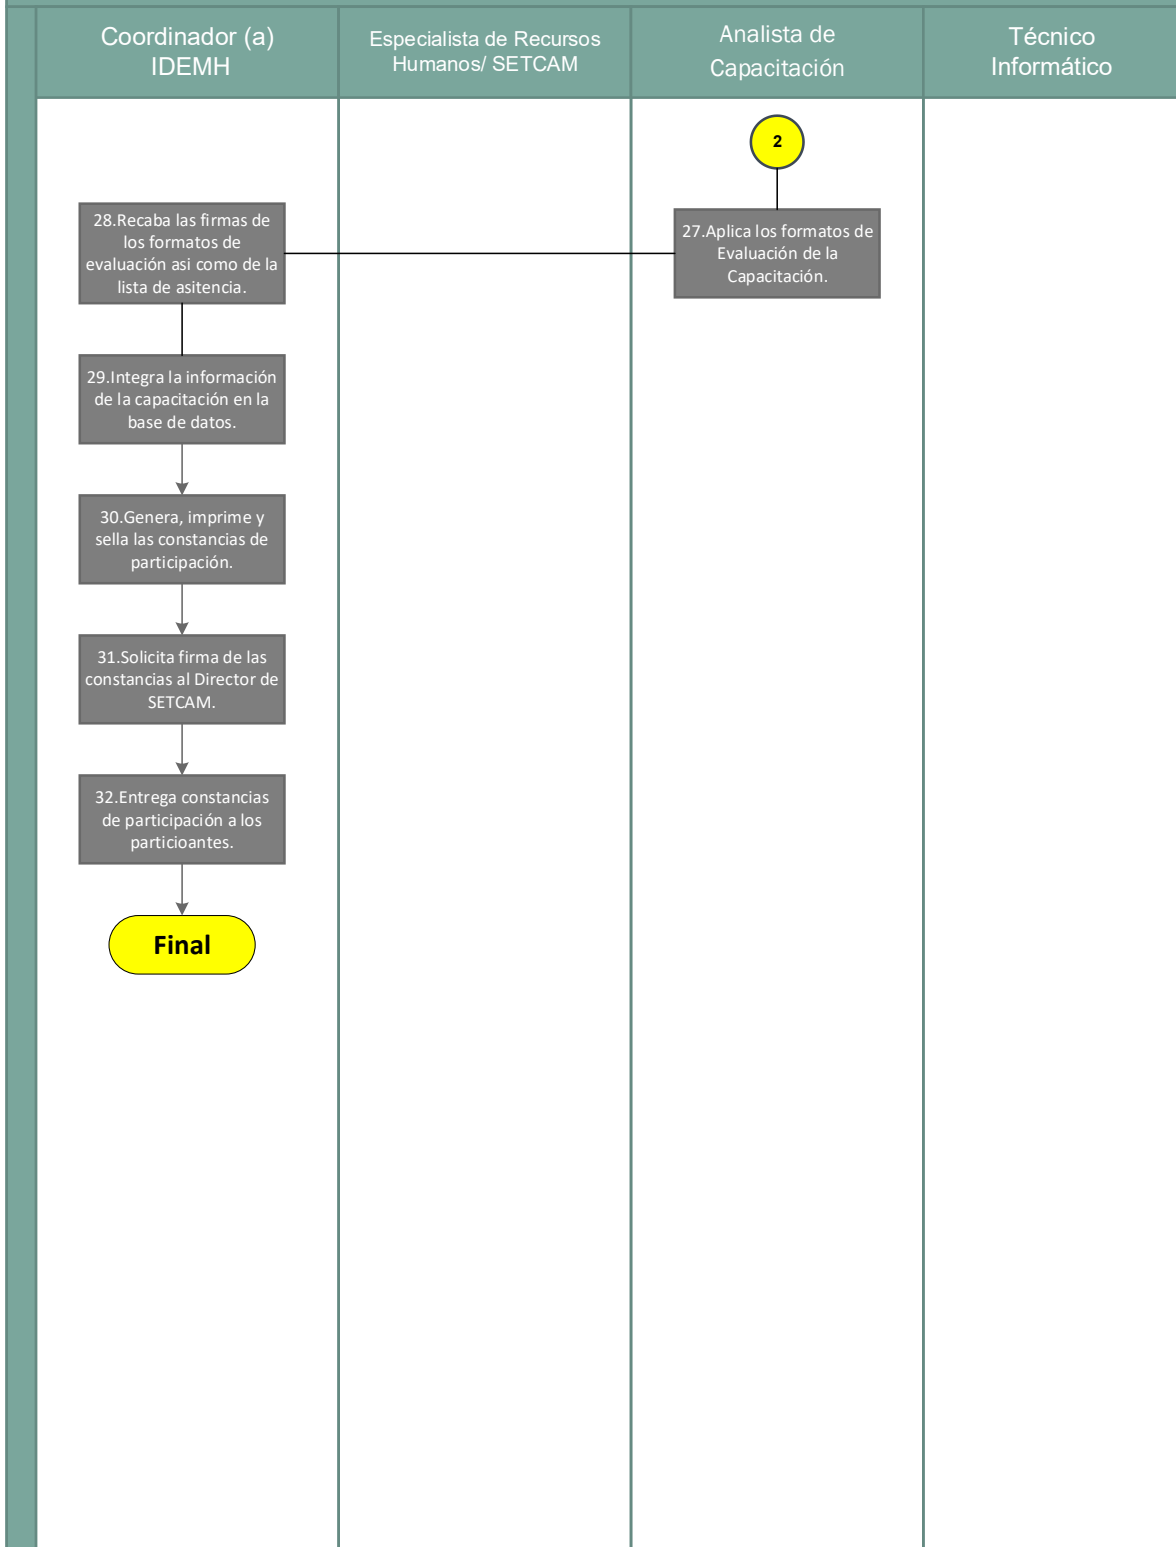 Coordinador (a)
IDEMH
Especialista de Recursos
Humanos/ SETCAM
Analista de
Capacitación
Técnico
Informático
2
27.Aplica los formatos de
Evaluación de la
Capacitación.
28.Recaba las firmas de
los formatos de
evaluación asi como de la
lista de asitencia.
29.Integra la información
de la capacitación en la
base de datos.
30.Genera, imprime y
sella las constancias de
participación.
31.Solicita firma de las
constancias al Director de
SETCAM.
32.Entrega constancias
de participación a los
particioantes.
Final